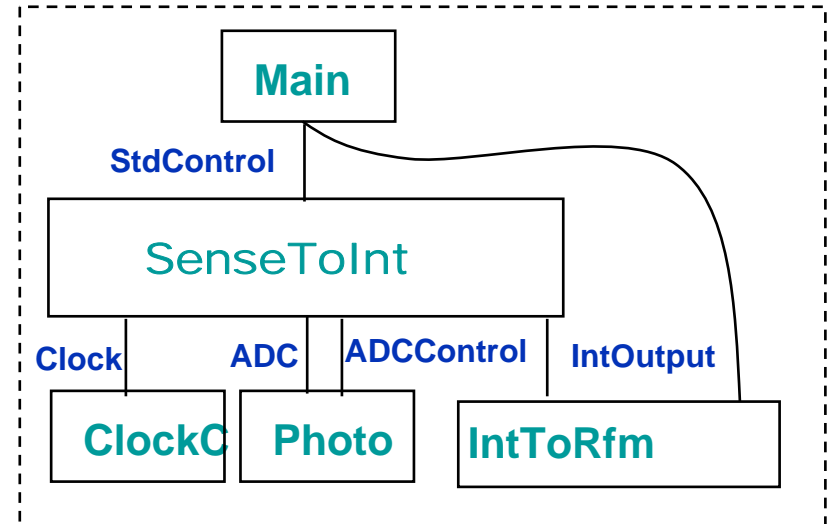 Main
StdControl
SenseToInt
Clock
ADC
ADCControl
IntOutput
ClockC
Photo
IntToRfm